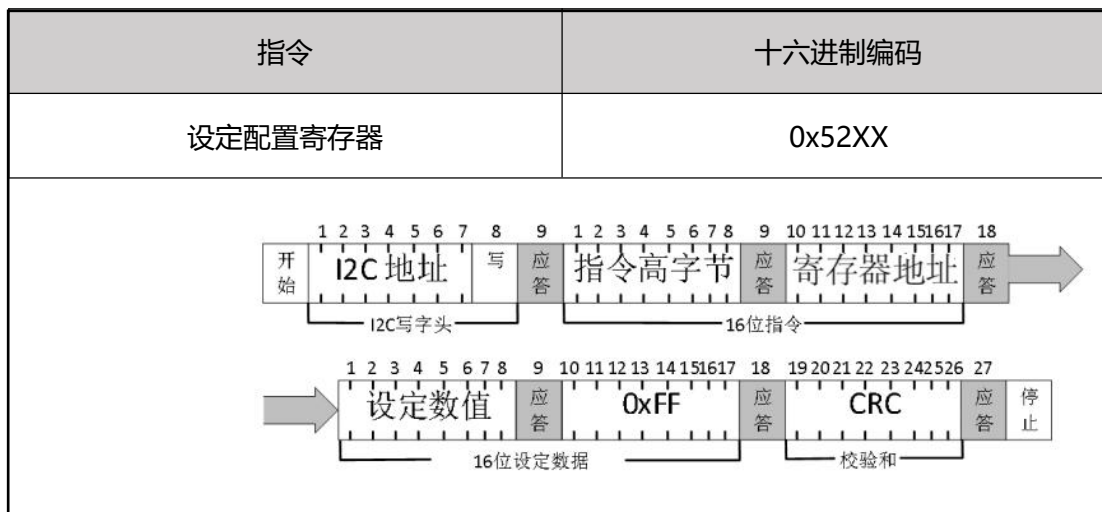 指令 十六进制编码
设定配置寄存器 0x52XX
1 2 3 4 5 6 7 8 9 1 2 3 4 5 6 7 8 9 10 11 12 13 14 15 16 17 18
开始 I2C 地址 写 应答 指令高字节 应答 寄存器地址 应答
I2C写字头 16位指令
1 2 3 4 5 6 7 8 9 10 11 12 13 14 15 16 17 18 19 20 21 22 23 24 25 26 27
设定数值 应答 0xFF 应答 CRC 应答 停止
16位设定数据 校验和